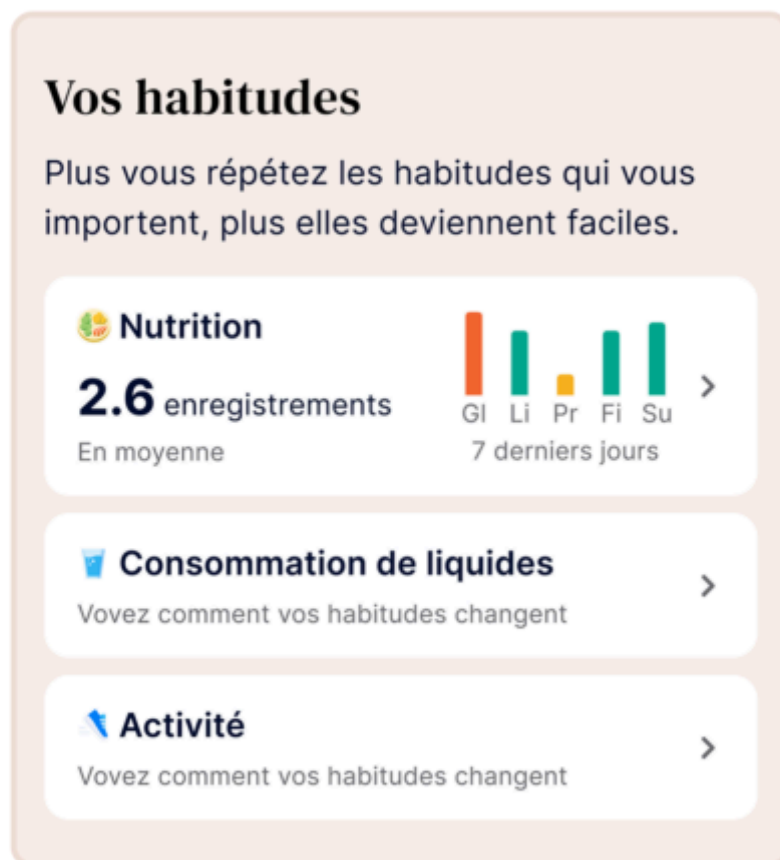 Vos habitudes
Plus vous répétez les habitudes qui vous
importent, plus elles deviennent faciles.
Nutrition
2.6 enregistrements
En moyenne
Gl Li Pr Fi Su
7 derniers jours
Consommation de liquides
Vovez comment vos habitudes changent
Activité
Vovez comment vos habitudes changent